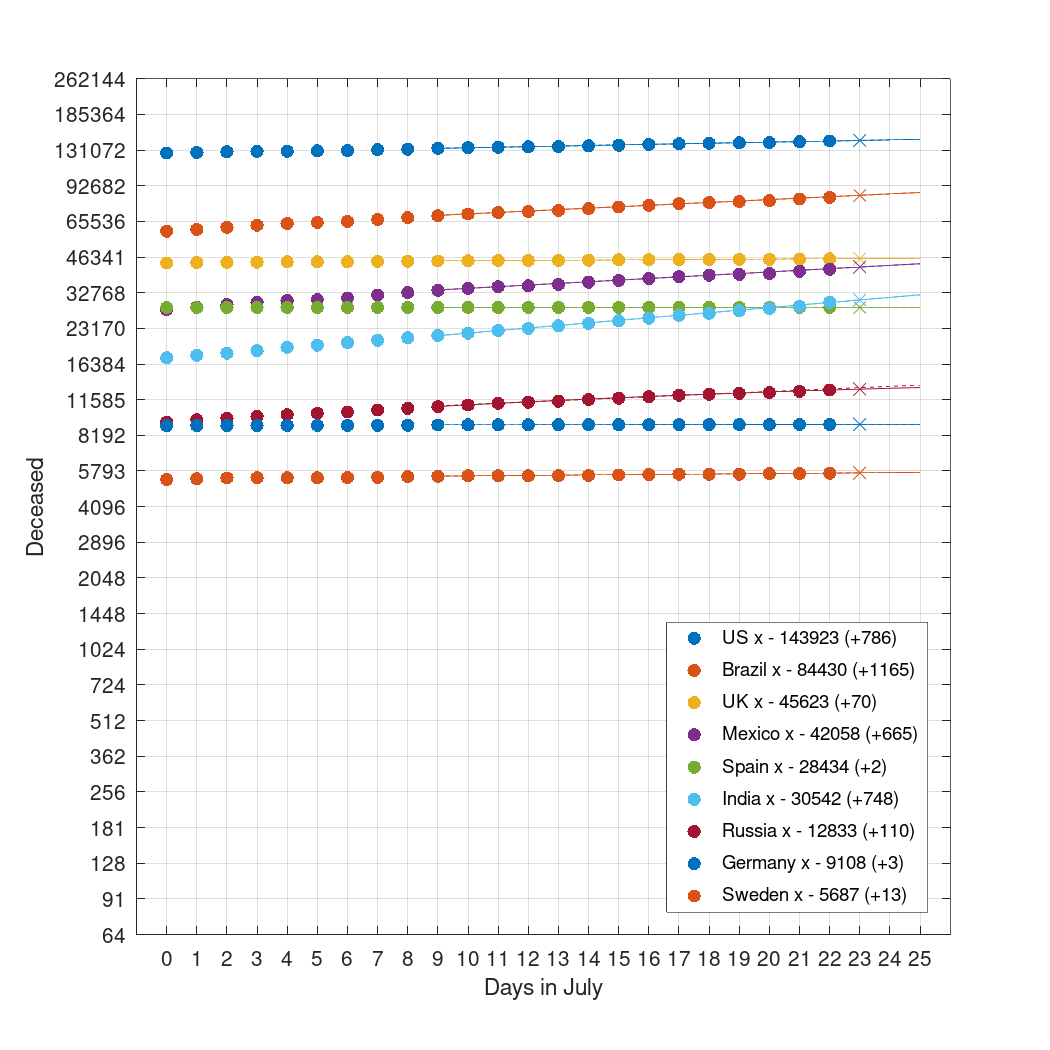 262144
185364
131072
92682
65536
46341
32768
23170
16384
11585
8192
5793
4096
2896
2048
1448
1024
724
512
362
256
181
128
91
64
Deceased
US x - 143923 (+786)
Brazil x - 84430 (+1165)
UK x - 45623 (+70)
Mexico x - 42058 (+665)
Spain x - 28434 (+2)
India x - 30542 (+748)
Russia x - 12833 (+110)
Germany x - 9108 (+3)
Sweden x - 5687 (+13)
0 1 2 3 4 5 6 7 8 9 10 11 12 13 14 15 16 17 18 19 20 21 22 23 24 25
Days in July